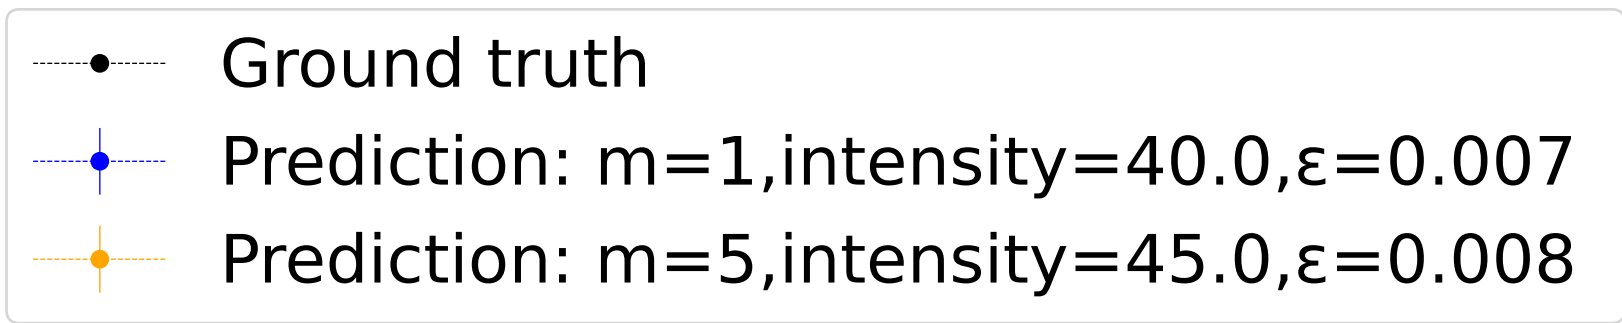 Ground truth
Prediction: m=1,intensity=40.0,ε=0.007
Prediction: m=5,intensity=45.0,ε=0.008